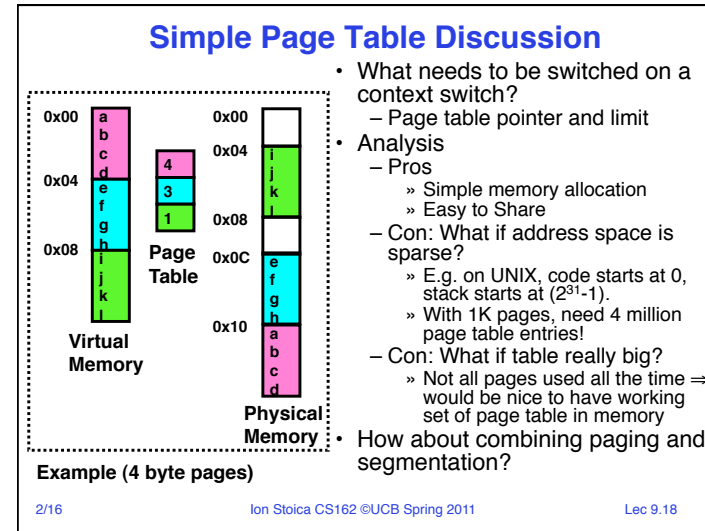 Simple Page Table Discussion
0x00
a
b
c
d
0x04
e
f
g
h
0x08
i
j
k
l
Virtual
Memory
4
3
1
Page
Table
0x00
0x04
i
j
k
l
0x08
0x0C
e
f
g
h
0x10
a
b
c
d
Physical
Memory
Example (4 byte pages)
• What needs to be switched on a
context switch?
– Page table pointer and limit
• Analysis
– Pros
» Simple memory allocation
» Easy to Share
– Con: What if address space is
sparse?
» E.g. on UNIX, code starts at 0,
stack starts at (2³¹-1).
» With 1K pages, need 4 million
page table entries!
– Con: What if table really big?
» Not all pages used all the time ⇒
would be nice to have working
set of page table in memory
• How about combining paging and
segmentation?
2/16
Ion Stoica CS162 ©UCB Spring 2011
Lec 9.18